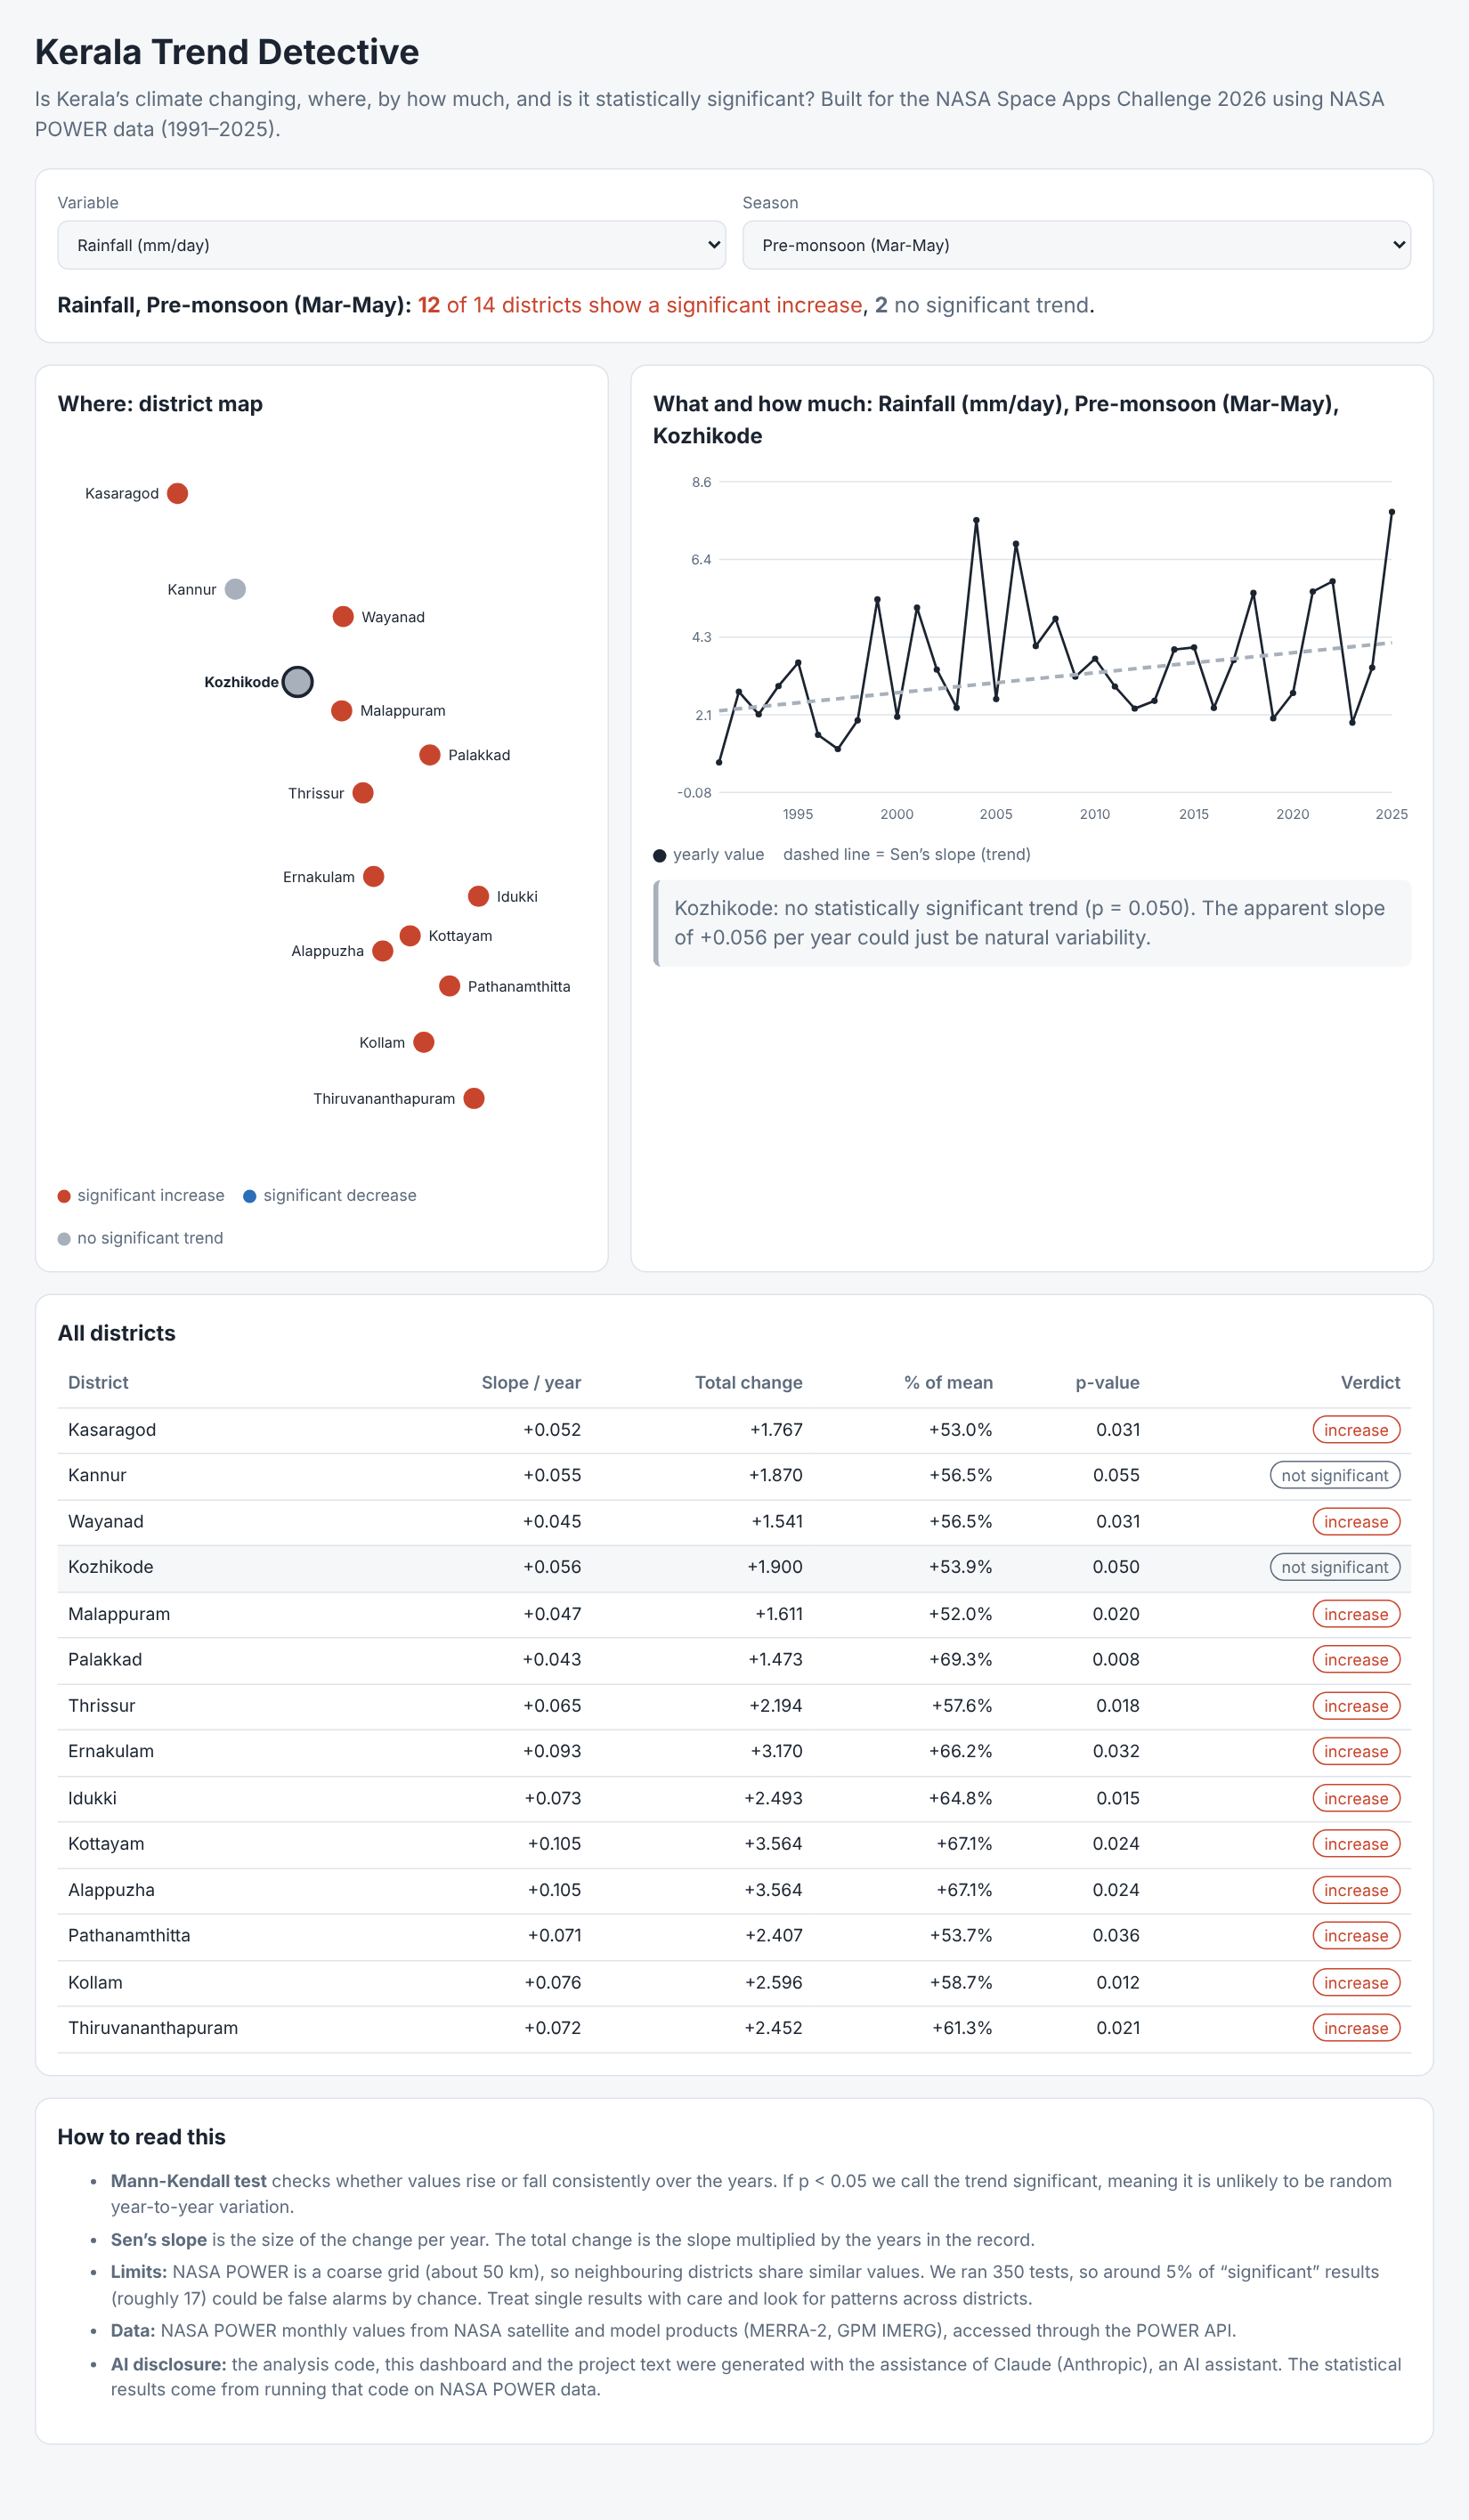 Kerala Trend Detective
Is Kerala’s climate changing, where, by how much, and is it statistically significant? Built for the NASA Space Apps Challenge 2026 using NASA
POWER data (1991–2025).
Variable
Season
Rainfall (mm/day)
Pre-monsoon (Mar-May)
Rainfall, Pre-monsoon (Mar-May): 12 of 14 districts show a significant increase, 2 no significant trend.
Where: district map
Kasaragod
Kannur
Wayanad
Kozhikode
Malappuram
Palakkad
Thrissur
Ernakulam
Idukki
Kottayam
Alappuzha
Pathanamthitta
Kollam
Thiruvananthapuram
significant increase
significant decrease
no significant trend
What and how much: Rainfall (mm/day), Pre-monsoon (Mar-May),
Kozhikode
8.6
6.4
4.3
2.1
-0.08
1995 2000 2005 2010 2015 2020 2025
yearly value dashed line = Sen’s slope (trend)
Kozhikode: no statistically significant trend (p = 0.050). The apparent slope
of +0.056 per year could just be natural variability.
All districts
District Slope / year Total change % of mean p-value Verdict
Kasaragod +0.052 +1.767 +53.0% 0.031 increase
Kannur +0.055 +1.870 +56.5% 0.055 not significant
Wayanad +0.045 +1.541 +56.5% 0.031 increase
Kozhikode +0.056 +1.900 +53.9% 0.050 not significant
Malappuram +0.047 +1.611 +52.0% 0.020 increase
Palakkad +0.043 +1.473 +69.3% 0.008 increase
Thrissur +0.065 +2.194 +57.6% 0.018 increase
Ernakulam +0.093 +3.170 +66.2% 0.032 increase
Idukki +0.073 +2.493 +64.8% 0.015 increase
Kottayam +0.105 +3.564 +67.1% 0.024 increase
Alappuzha +0.105 +3.564 +67.1% 0.024 increase
Pathanamthitta +0.071 +2.407 +53.7% 0.036 increase
Kollam +0.076 +2.596 +58.7% 0.012 increase
Thiruvananthapuram +0.072 +2.452 +61.3% 0.021 increase
How to read this
• Mann-Kendall test checks whether values rise or fall consistently over the years. If p < 0.05 we call the trend significant, meaning it is unlikely to be random
year-to-year variation.
• Sen’s slope is the size of the change per year. The total change is the slope multiplied by the years in the record.
• Limits: NASA POWER is a coarse grid (about 50 km), so neighbouring districts share similar values. We ran 350 tests, so around 5% of “significant” results
(roughly 17) could be false alarms by chance. Treat single results with care and look for patterns across districts.
• Data: NASA POWER monthly values from NASA satellite and model products (MERRA-2, GPM IMERG), accessed through the POWER API.
• AI disclosure: the analysis code, this dashboard and the project text were generated with the assistance of Claude (Anthropic), an AI assistant. The statistical
results come from running that code on NASA POWER data.